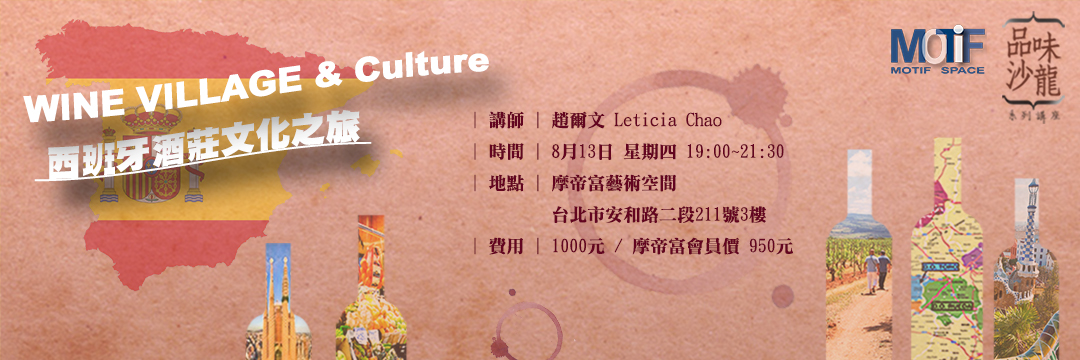 WINE VILLAGE & Culture
西班牙酒莊文化之旅
MOTiF
MOTIF SPACE
品味
沙龍
系列講座
| 講師 | 趙爾文 Leticia Chao
| 時間 | 8月13日 星期四 19:00~21:30
| 地點 | 摩帝富藝術空間
台北市安和路二段211號3樓
| 費用 | 1000元 / 摩帝富會員價 950元
D.O. TORO
D.O. RUEDA